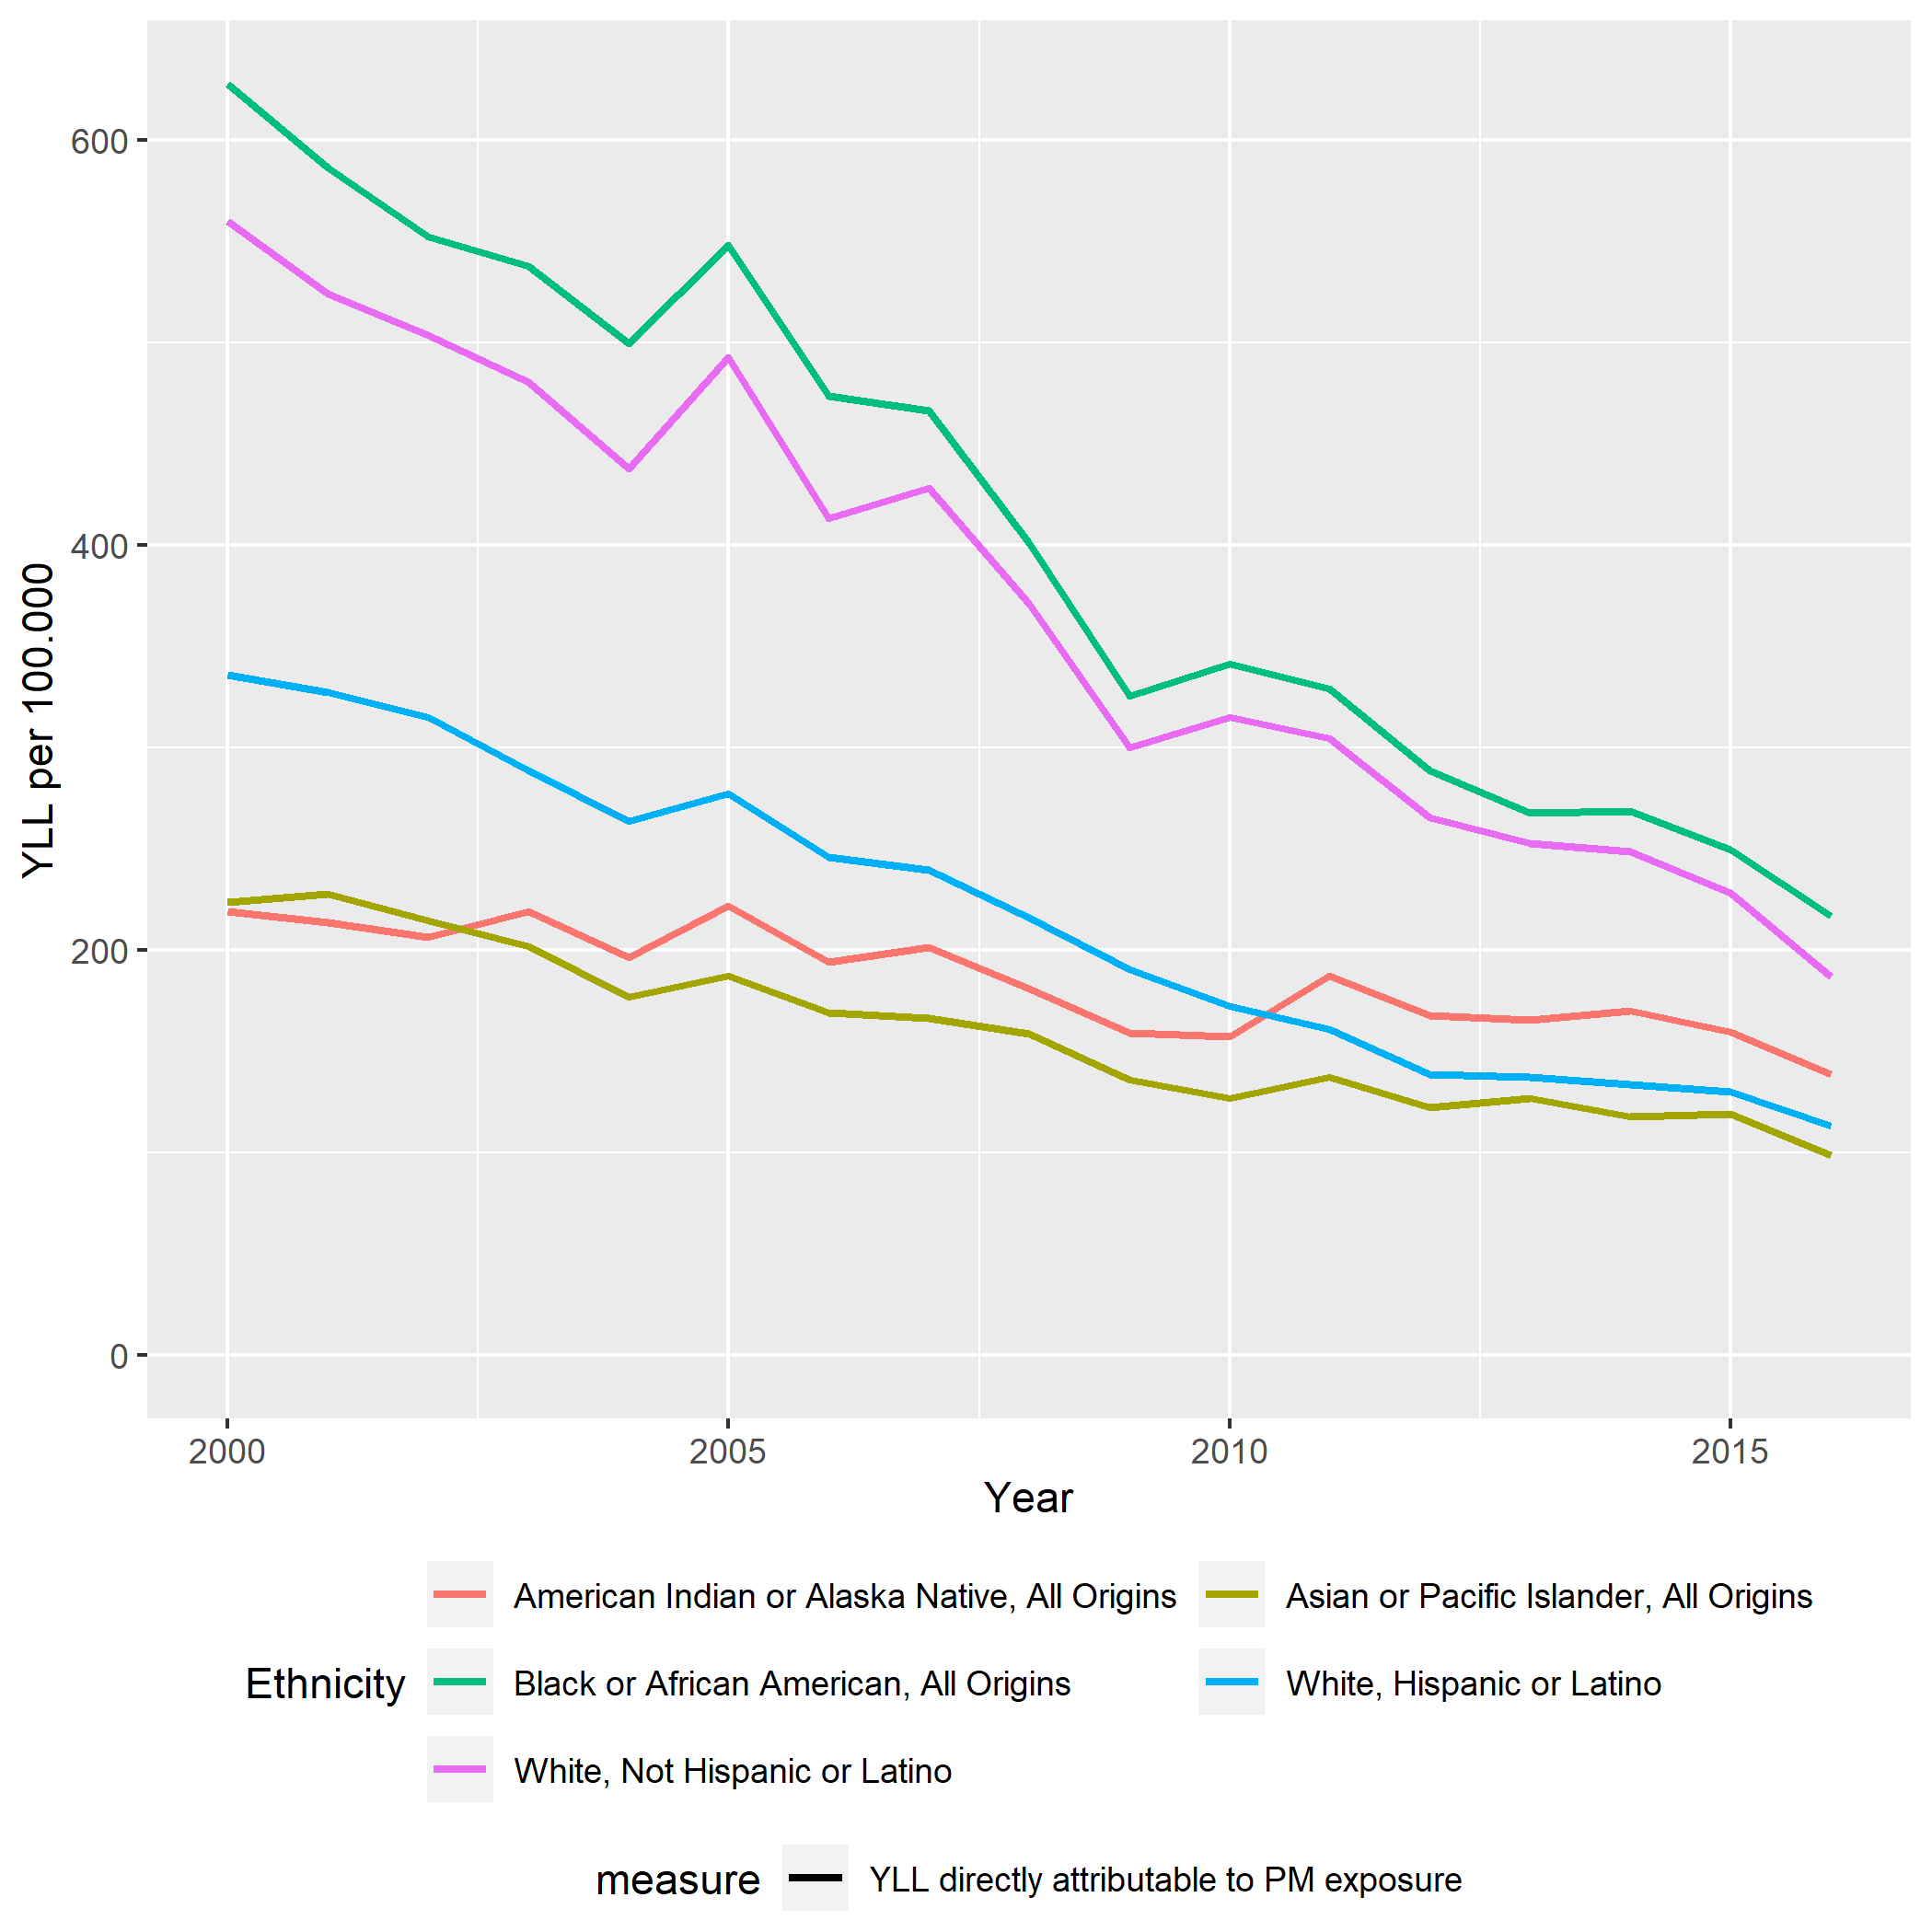 600
400
200
0
YLL per 100.000
2000 2005 2010 2015
Year
Ethnicity
American Indian or Alaska Native, All Origins
Asian or Pacific Islander, All Origins
Black or African American, All Origins
White, Hispanic or Latino
White, Not Hispanic or Latino
measure
YLL directly attributable to PM exposure